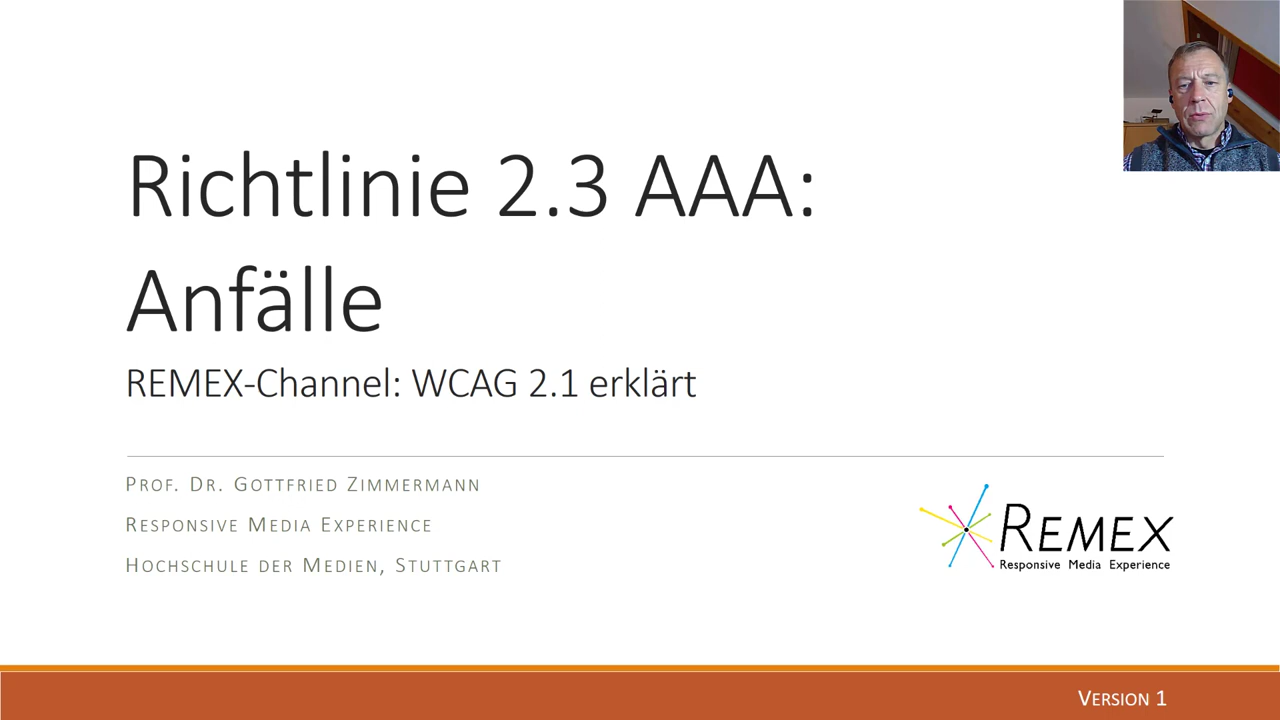 Richtlinie 2.3 AAA:
Anfälle
REMEX-Channel: WCAG 2.1 erklärt
Prof. Dr. Gottfried Zimmermann
Responsive Media Experience
Hochschule der Medien, Stuttgart
Remex
Responsive Media Experience
Version 1